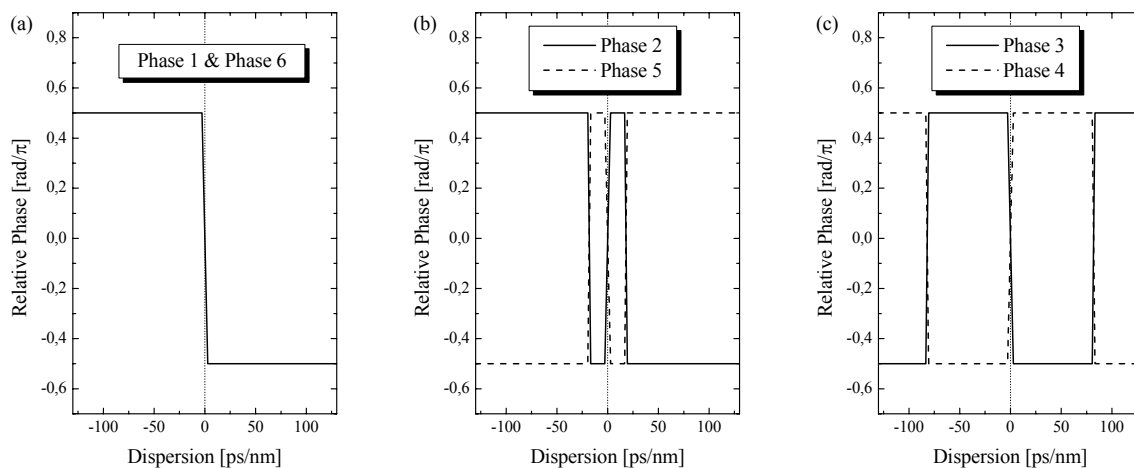 (a)
Phase 1 & Phase 6
0,8
0,6
0,4
0,2
0,0
-0,2
-0,4
-0,6
-100 -50 0 50 100
Relative Phase [rad/π]
Dispersion [ps/nm]
(b)
Phase 2
Phase 5
0,8
0,6
0,4
0,2
0,0
-0,2
-0,4
-0,6
-100 -50 0 50 100
Relative Phase [rad/π]
Dispersion [ps/nm]
(c)
Phase 3
Phase 4
0,8
0,6
0,4
0,2
0,0
-0,2
-0,4
-0,6
-100 -50 0 50 100
Relative Phase [rad/π]
Dispersion [ps/nm]